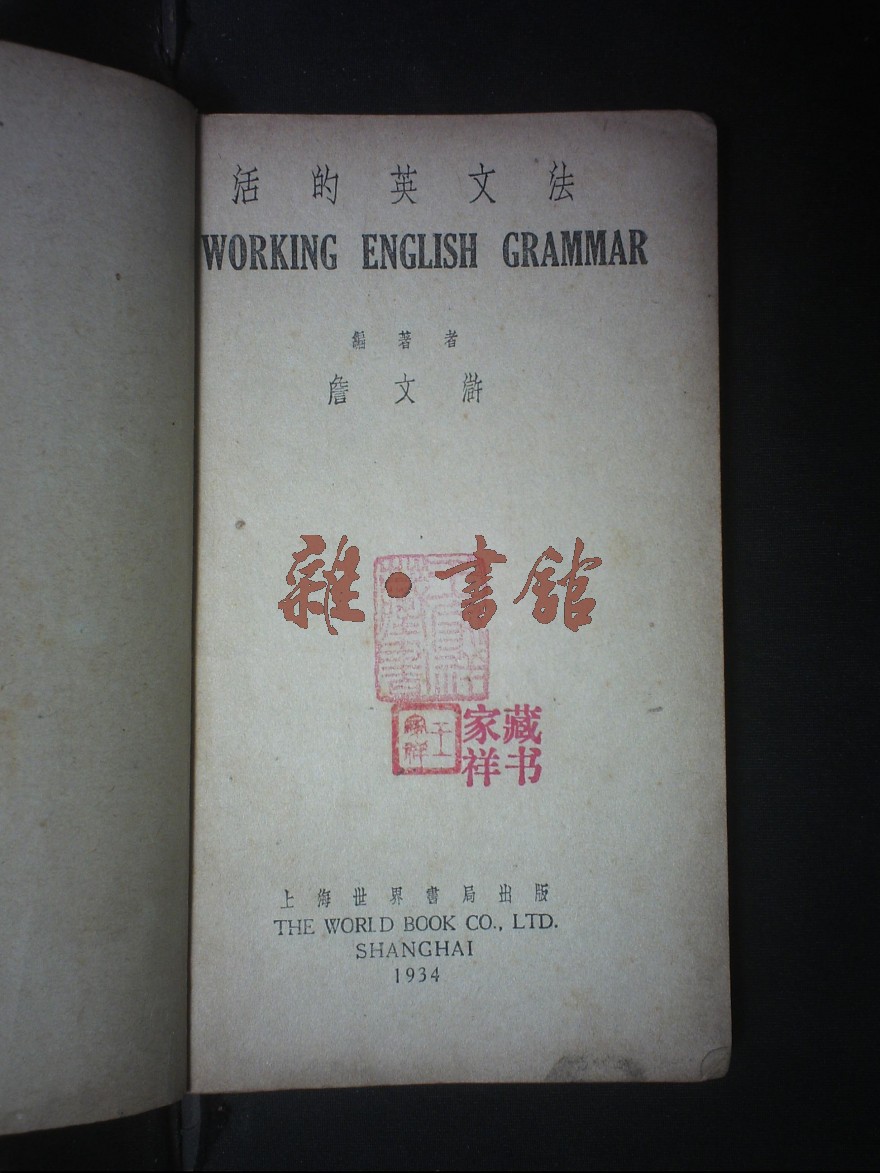 活的英文法
WORKING ENGLISH GRAMMAR
編著者
詹文滸
雜·書館
家祥
藏书
上海世界書局出版
THE WORLD BOOK CO., LTD.
SHANGHAI
1934